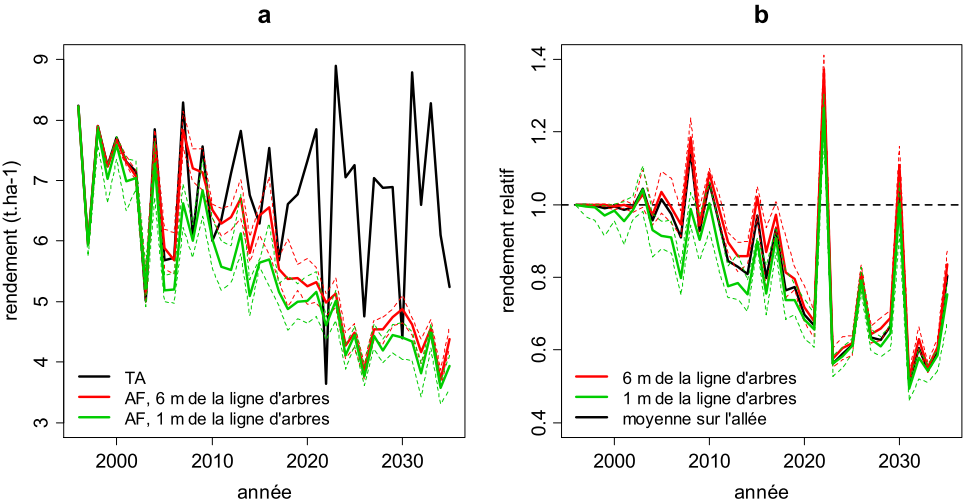 a
rendement (t.ha-1)
9
8
7
6
5
4
3
TA
AF, 6 m de la ligne d'arbres
AF, 1 m de la ligne d'arbres
2000 2010 2020 2030
année
b
rendement relatif
1.4
1.2
1.0
0.8
0.6
0.4
6 m de la ligne d'arbres
1 m de la ligne d'arbres
moyenne sur l'allée
2000 2010 2020 2030
année